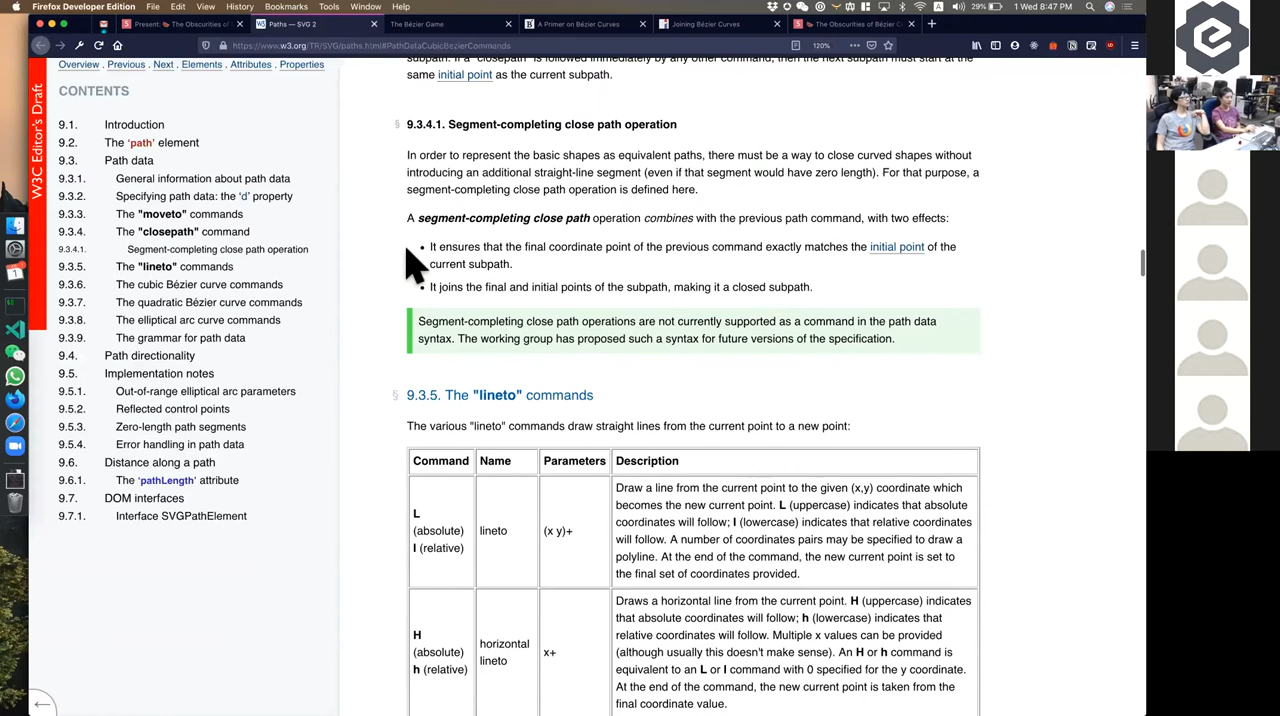 Firefox Developer Edition File Edit View History Bookmarks Tools Window Help
29% 1 Wed 8:47 PM
Present: The Obscurities of
Paths — SVG 2
The Bézier Game
A Primer on Bézier Curves
Joining Bézier Curves
The Obscurities of Bézier C
https://www.w3.org/TR/SVG/paths.html#PathDataCubicBezierCommands
120%
W3C Editor's Draft
Overview . Previous . Next . Elements . Attributes . Properties
CONTENTS
9.1. Introduction
9.2. The ‘path’ element
9.3. Path data
9.3.1. General information about path data
9.3.2. Specifying path data: the ‘d’ property
9.3.3. The "moveto" commands
9.3.4. The "closepath" command
9.3.4.1. Segment-completing close path operation
9.3.5. The "lineto" commands
9.3.6. The cubic Bézier curve commands
9.3.7. The quadratic Bézier curve commands
9.3.8. The elliptical arc curve commands
9.3.9. The grammar for path data
9.4. Path directionality
9.5. Implementation notes
9.5.1. Out-of-range elliptical arc parameters
9.5.2. Reflected control points
9.5.3. Zero-length path segments
9.5.4. Error handling in path data
9.6. Distance along a path
9.6.1. The ‘pathLength’ attribute
9.7. DOM interfaces
9.7.1. Interface SVGPathElement
subpath. If a "closepath" is followed immediately by any other command, then the next subpath must start at the
same initial point as the current subpath.
§ 9.3.4.1. Segment-completing close path operation
In order to represent the basic shapes as equivalent paths, there must be a way to close curved shapes without
introducing an additional straight-line segment (even if that segment would have zero length). For that purpose, a
segment-completing close path operation is defined here.
A segment-completing close path operation combines with the previous path command, with two effects:
• It ensures that the final coordinate point of the previous command exactly matches the initial point of the
current subpath.
• It joins the final and initial points of the subpath, making it a closed subpath.
Segment-completing close path operations are not currently supported as a command in the path data
syntax. The working group has proposed such a syntax for future versions of the specification.
§ 9.3.5. The "lineto" commands
The various "lineto" commands draw straight lines from the current point to a new point:
Command Name Parameters Description
L
(absolute)
l (relative)
lineto
(x y)+
Draw a line from the current point to the given (x,y) coordinate which
becomes the new current point. L (uppercase) indicates that absolute
coordinates will follow; l (lowercase) indicates that relative coordinates
will follow. A number of coordinates pairs may be specified to draw a
polyline. At the end of the command, the new current point is set to
the final set of coordinates provided.
H
(absolute)
h (relative)
horizontal
lineto
x+
Draws a horizontal line from the current point. H (uppercase) indicates
that absolute coordinates will follow; h (lowercase) indicates that
relative coordinates will follow. Multiple x values can be provided
(although usually this doesn't make sense). An H or h command is
equivalent to an L or l command with 0 specified for the y coordinate.
At the end of the command, the new current point is taken from the
final coordinate value.